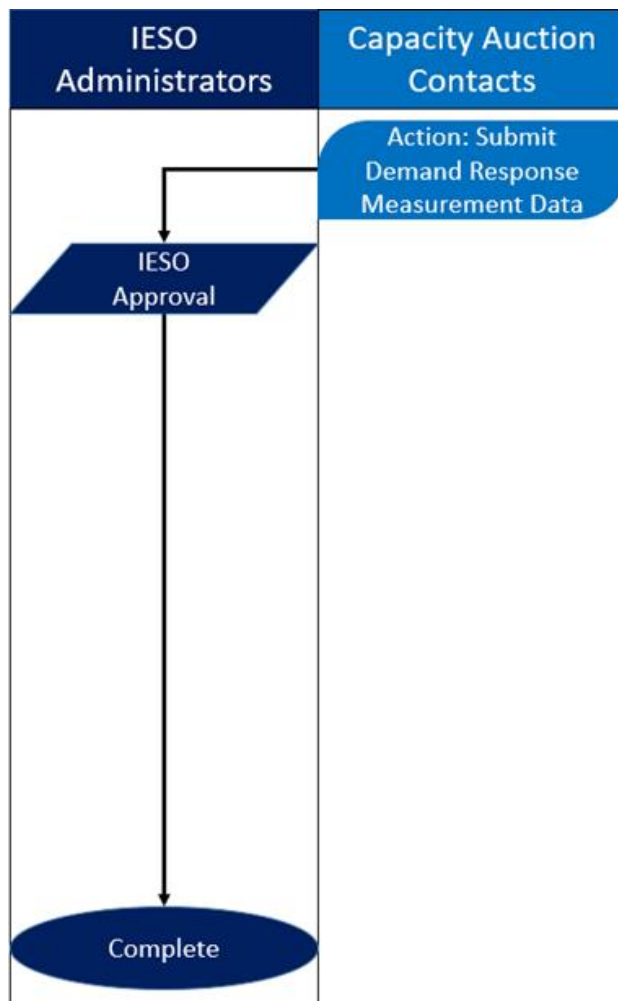 IESO
Administrators
Capacity Auction
Contacts
Action: Submit
Demand Response
Measurement Data
IESO
Approval
Complete